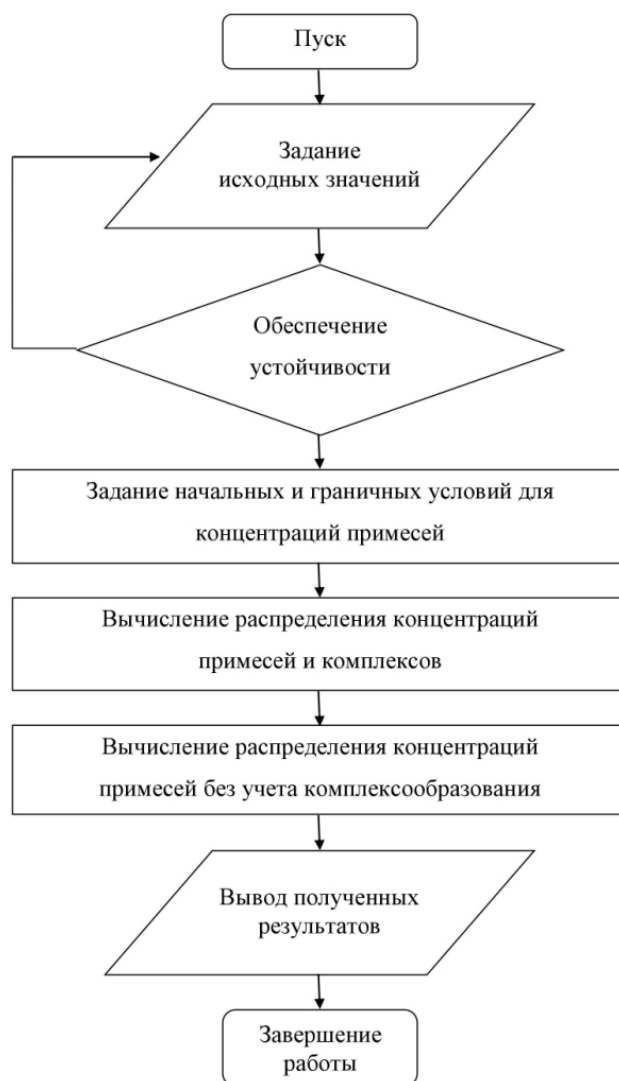 Пуск
Задание
исходных значений
Обеспечение
устойчивости
Задание начальных и граничных условий для
концентраций примесей
Вычисление распределения концентраций
примесей и комплексов
Вычисление распределения концентраций
примесей без учета комплексообразования
Вывод полученных
результатов
Завершение
работы